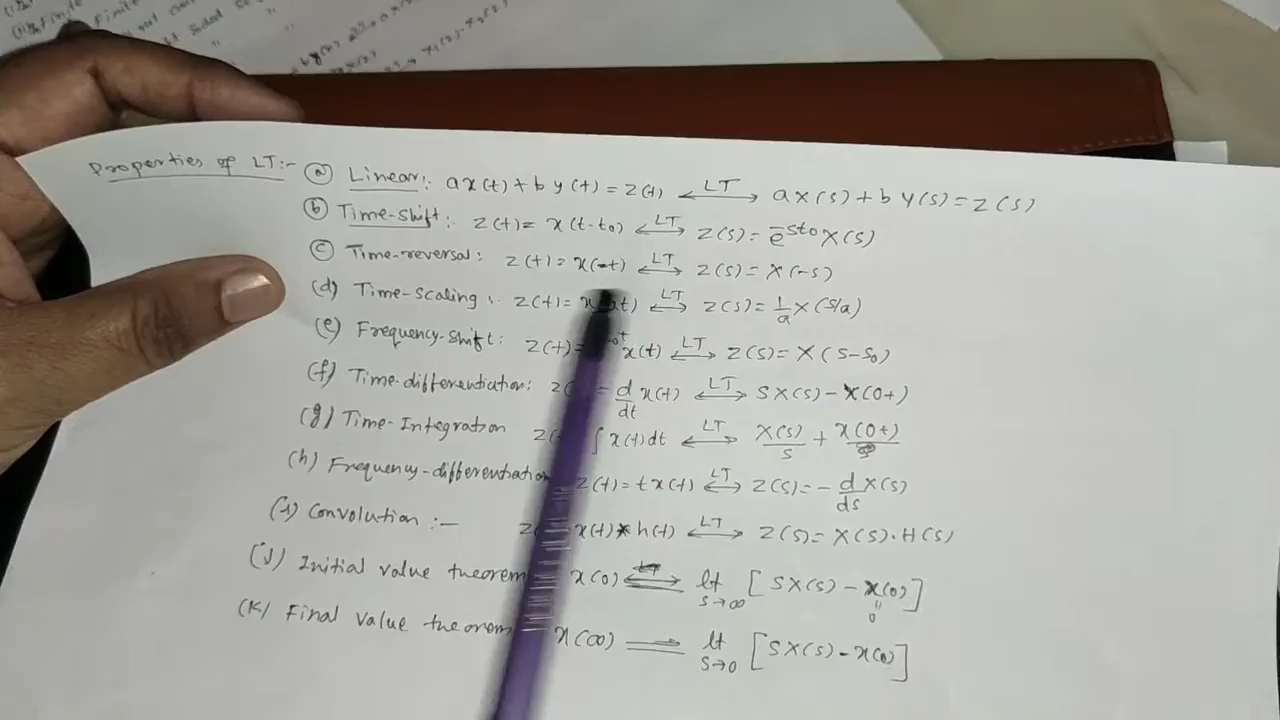 Properties of LT:- (a) Linear:. ax(t) + by(t) = z(t) <-LT-> aX(s) + bY(s) = Z(s)
(b) Time-shift:. z(t) = x(t-t₀) <-LT-> Z(s) = e^-st₀ X(s)
(c) Time-reversal: z(t) = x(-t) <-LT-> Z(s) = X(-s)
(d) Time-scaling:. z(t) = x(at) <-LT-> Z(s) = 1/a X(s/a)
(e) Frequency-shift: z(t) = x(t) <-LT-> Z(s) = X(s-s₀)
(f) Time-differentiation: = d/dt x(t) <-LT-> SX(s) - x(0+)
(g) Time-Integration ∫x(t)dt <-LT-> X(s)/s + x(0+)/s
(h) Frequency-differentiation z(t) = tx(t) <-LT-> Z(s) = - d/ds X(s)
(i) Convolution :- x(t) * h(t) <-LT-> Z(s) = X(s)·H(s)
(J) Initial value theorem x(0) <=> lt s→∞ [SX(s) - x(0)]
"
0
(K) Final value theorem x(∞) = lt s→0 [SX(s) - x(0)]